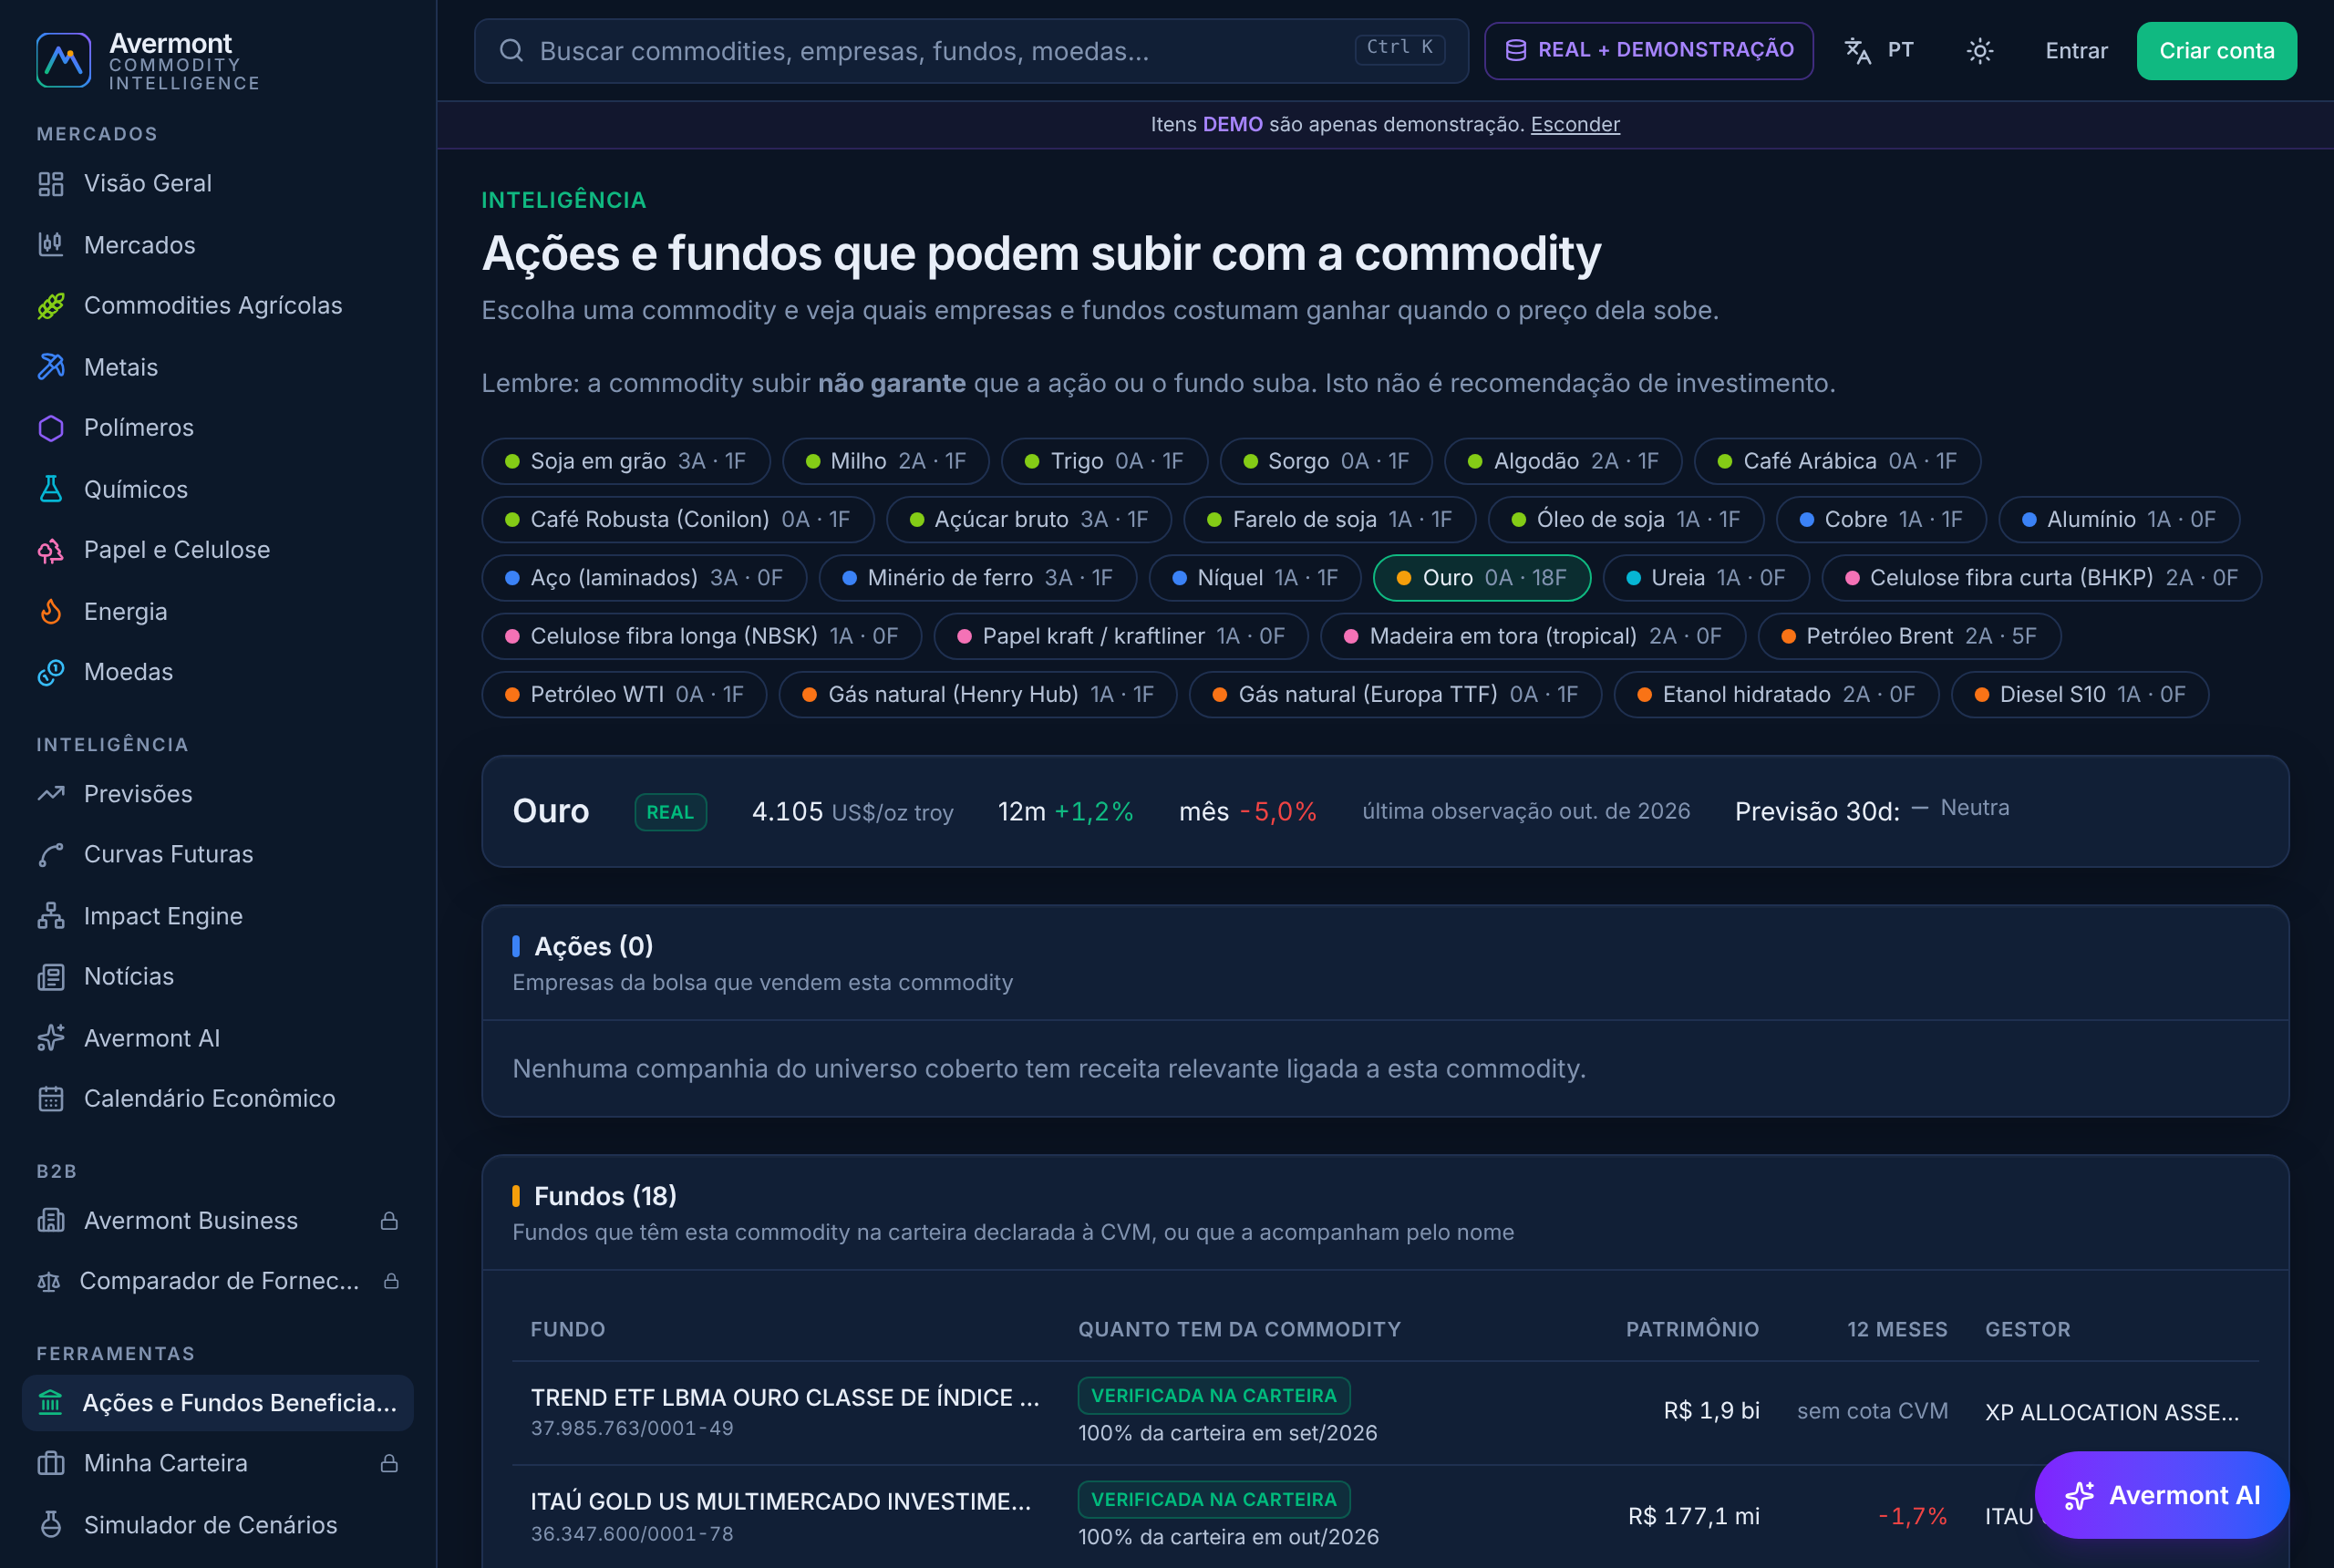 Avermont
COMMODITY
INTELLIGENCE
MERCADOS
Visão Geral
Mercados
Commodities Agrícolas
Metais
Polímeros
Químicos
Papel e Celulose
Energia
Moedas
INTELIGÊNCIA
Previsões
Curvas Futuras
Impact Engine
Notícias
Avermont AI
Calendário Econômico
B2B
Avermont Business
Comparador de Fornec...
FERRAMENTAS
Ações e Fundos Beneficia...
Minha Carteira
Simulador de Cenários
Buscar commodities, empresas, fundos, moedas... Ctrl K
REAL + DEMONSTRAÇÃO
PT
Entrar
Criar conta
Itens DEMO são apenas demonstração. Esconder
INTELIGÊNCIA
Ações e fundos que podem subir com a commodity
Escolha uma commodity e veja quais empresas e fundos costumam ganhar quando o preço dela sobe.
Lembre: a commodity subir não garante que a ação ou o fundo suba. Isto não é recomendação de investimento.
Soja em grão 3A · 1F Milho 2A · 1F Trigo 0A · 1F Sorgo 0A · 1F Algodão 2A · 1F Café Arábica 0A · 1F
Café Robusta (Conilon) 0A · 1F Açúcar bruto 3A · 1F Farelo de soja 1A · 1F Óleo de soja 1A · 1F Cobre 1A · 1F Alumínio 1A · 0F
Aço (laminados) 3A · 0F Minério de ferro 3A · 1F Níquel 1A · 1F Ouro 0A · 18F Ureia 1A · 0F Celulose fibra curta (BHKP) 2A · 0F
Celulose fibra longa (NBSK) 1A · 0F Papel kraft / kraftliner 1A · 0F Madeira em tora (tropical) 2A · 0F Petróleo Brent 2A · 5F
Petróleo WTI 0A · 1F Gás natural (Henry Hub) 1A · 1F Gás natural (Europa TTF) 0A · 1F Etanol hidratado 2A · 0F Diesel S10 1A · 0F
Ouro REAL 4.105 US$/oz troy 12m +1,2% mês -5,0% última observação out. de 2026 Previsão 30d: — Neutra
Ações (0)
Empresas da bolsa que vendem esta commodity
Nenhuma companhia do universo coberto tem receita relevante ligada a esta commodity.
Fundos (18)
Fundos que têm esta commodity na carteira declarada à CVM, ou que a acompanham pelo nome
FUNDO QUANTO TEM DA COMMODITY PATRIMÔNIO 12 MESES GESTOR
TREND ETF LBMA OURO CLASSE DE ÍNDICE ... VERIFICADA NA CARTEIRA R$ 1,9 bi sem cota CVM XP ALLOCATION ASSE...
37.985.763/0001-49 100% da carteira em set/2026
ITAÚ GOLD US MULTIMERCADO INVESTIME... VERIFICADA NA CARTEIRA R$ 177,1 mi -1,7% ITAU
36.347.600/0001-78 100% da carteira em out/2026
Avermont AI